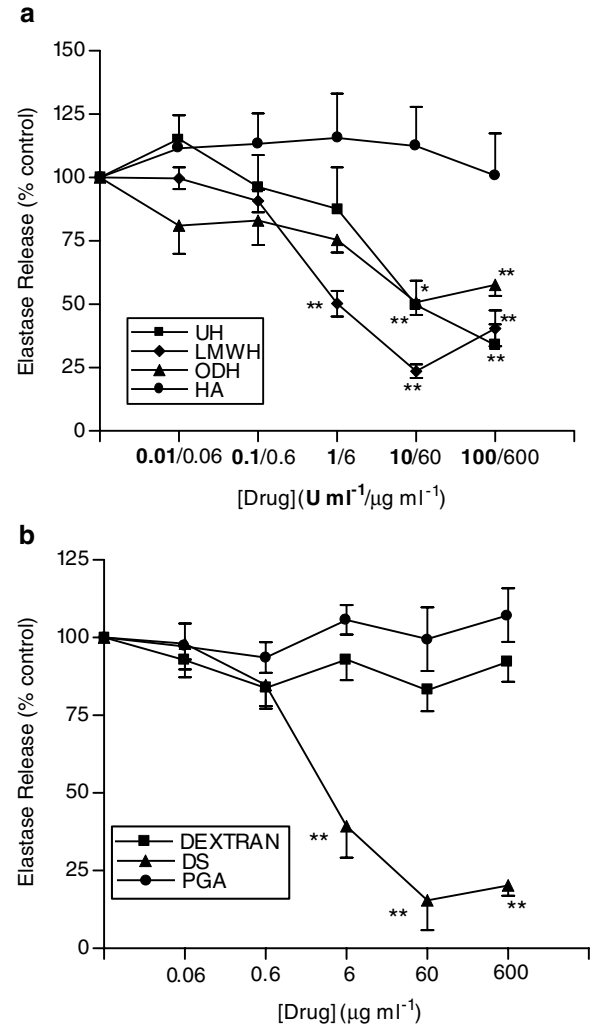 a
150
125
100
75
50
25
0
Elastase Release (% control)
**
*
**
**
**
**
**
UH
LMWH
ODH
HA
0.01/0.06 0.1/0.6 1/6 10/60 100/600
[Drug](U ml⁻¹/μg ml⁻¹)
b
125
100
75
50
25
0
Elastase Release (% control)
**
**
**
DEXTRAN
DS
PGA
0.06 0.6 6 60 600
[Drug](μg ml⁻¹)